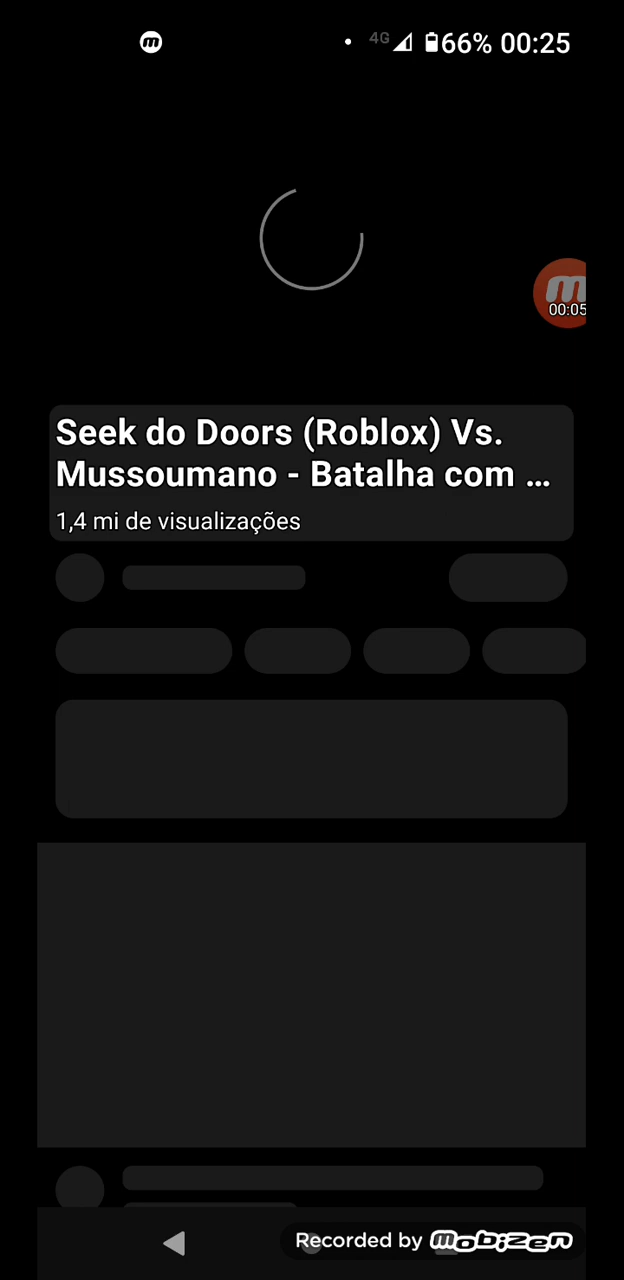 4G 66% 00:25
00:05
Seek do Doors (Roblox) Vs.
Mussoumano - Batalha com ...
1,4 mi de visualizações
Recorded by mobizen